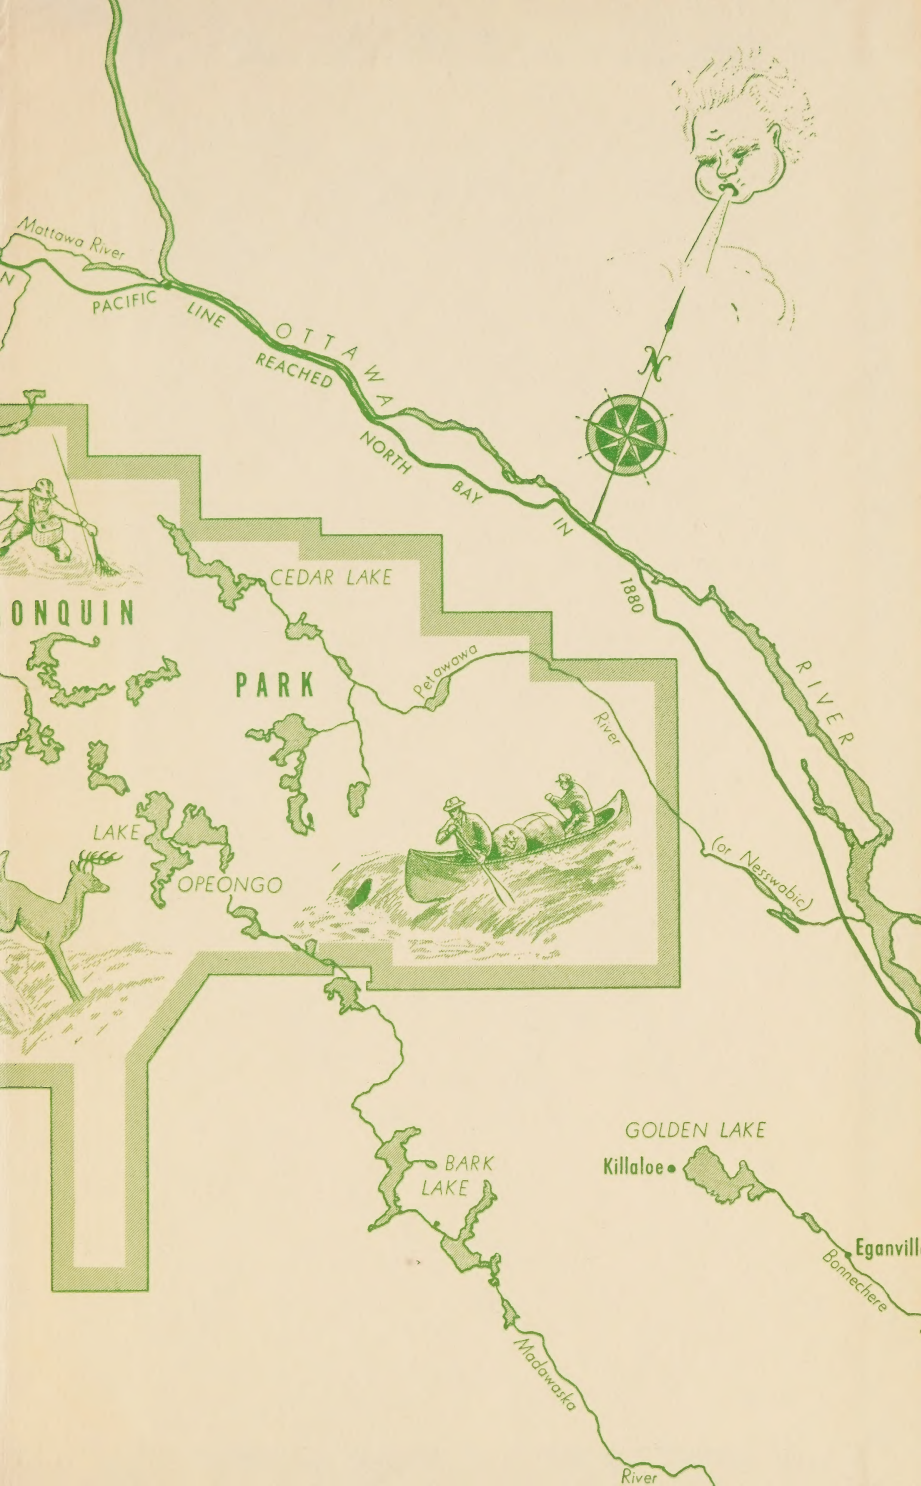 Mattawa River
N
PACIFIC LINE REACHED NORTH BAY IN 1880
OTTAWA RIVER
N
CEDAR LAKE
ONQUIN
PARK
Petawawa River
(or Nesswabic)
LAKE
OPEONGO
GOLDEN LAKE
Killaloe
BARK
LAKE
Eganvill
Bonnechere
Madawaska
River